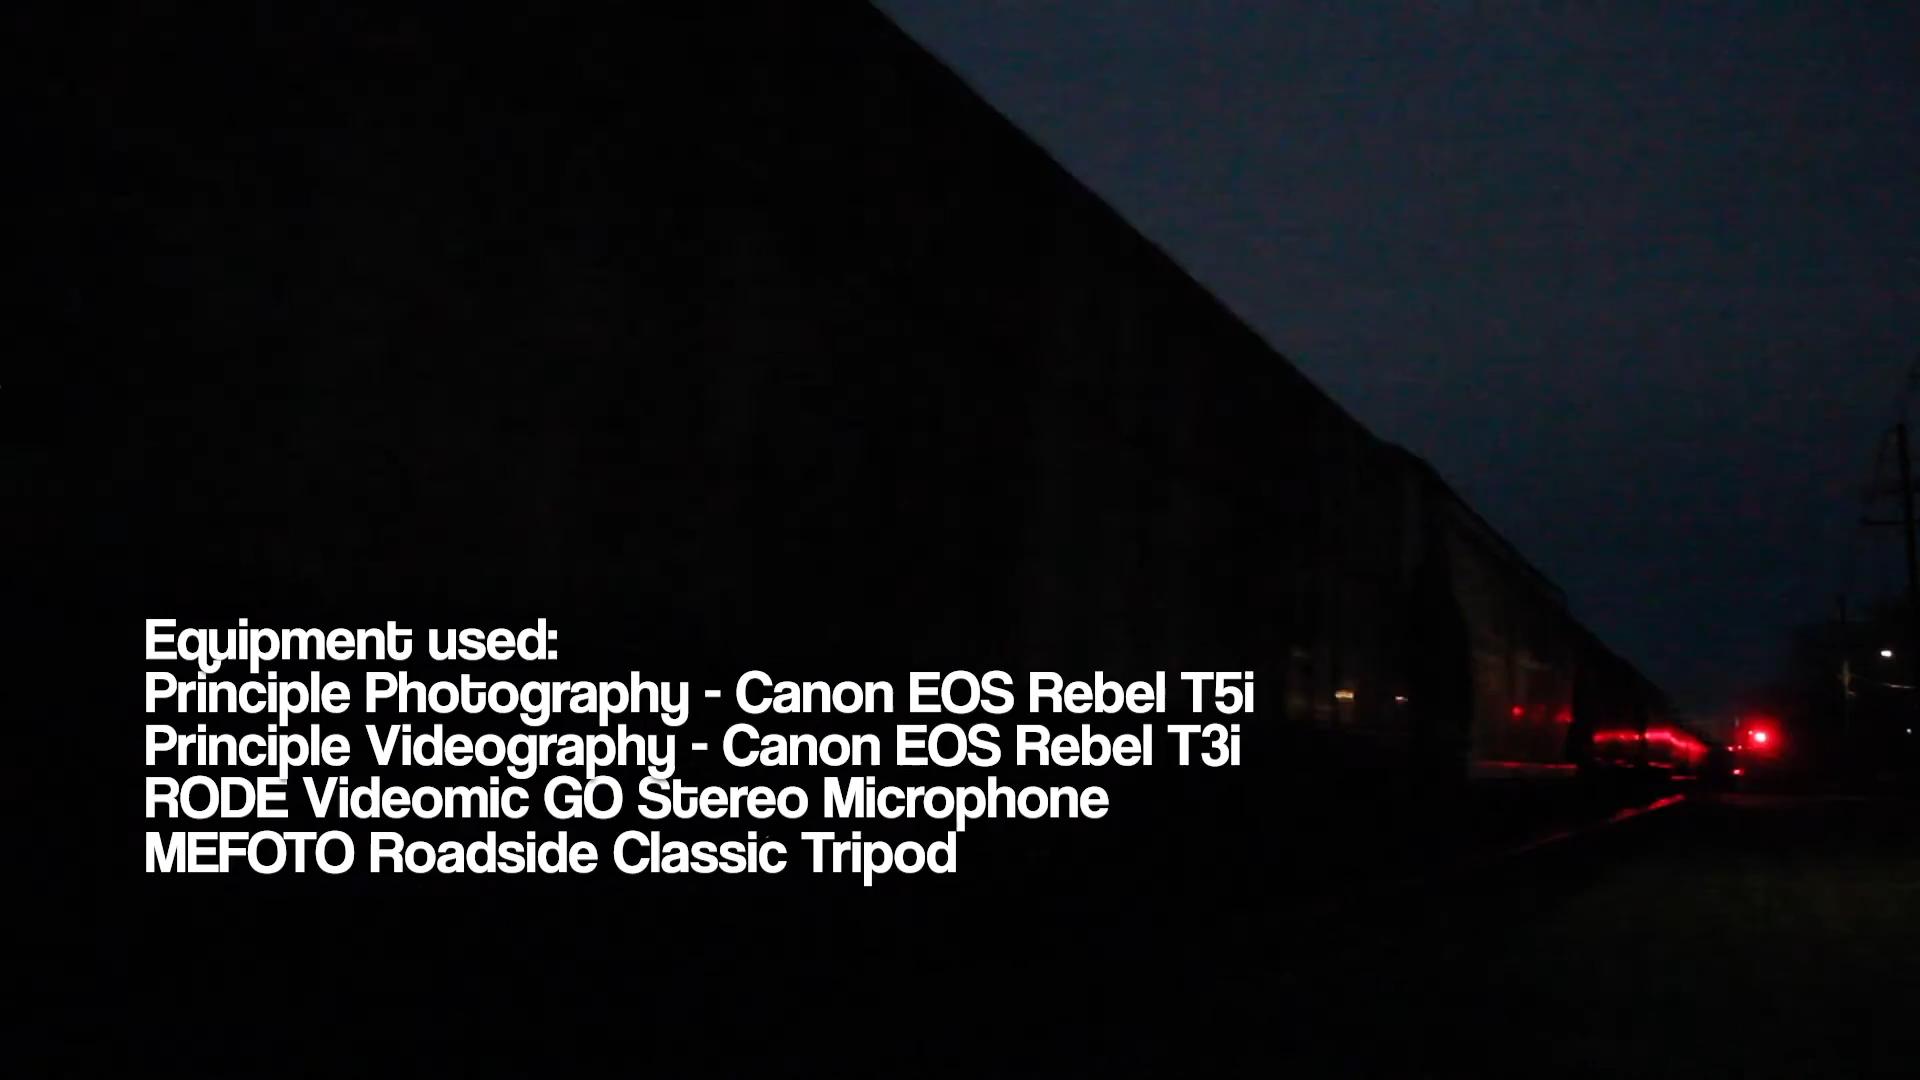 Equipment used:
Principle Photography - Canon EOS Rebel T5i
Principle Videography - Canon EOS Rebel T3i
RODE Videomic GO Stereo Microphone
MEFOTO Roadside Classic Tripod